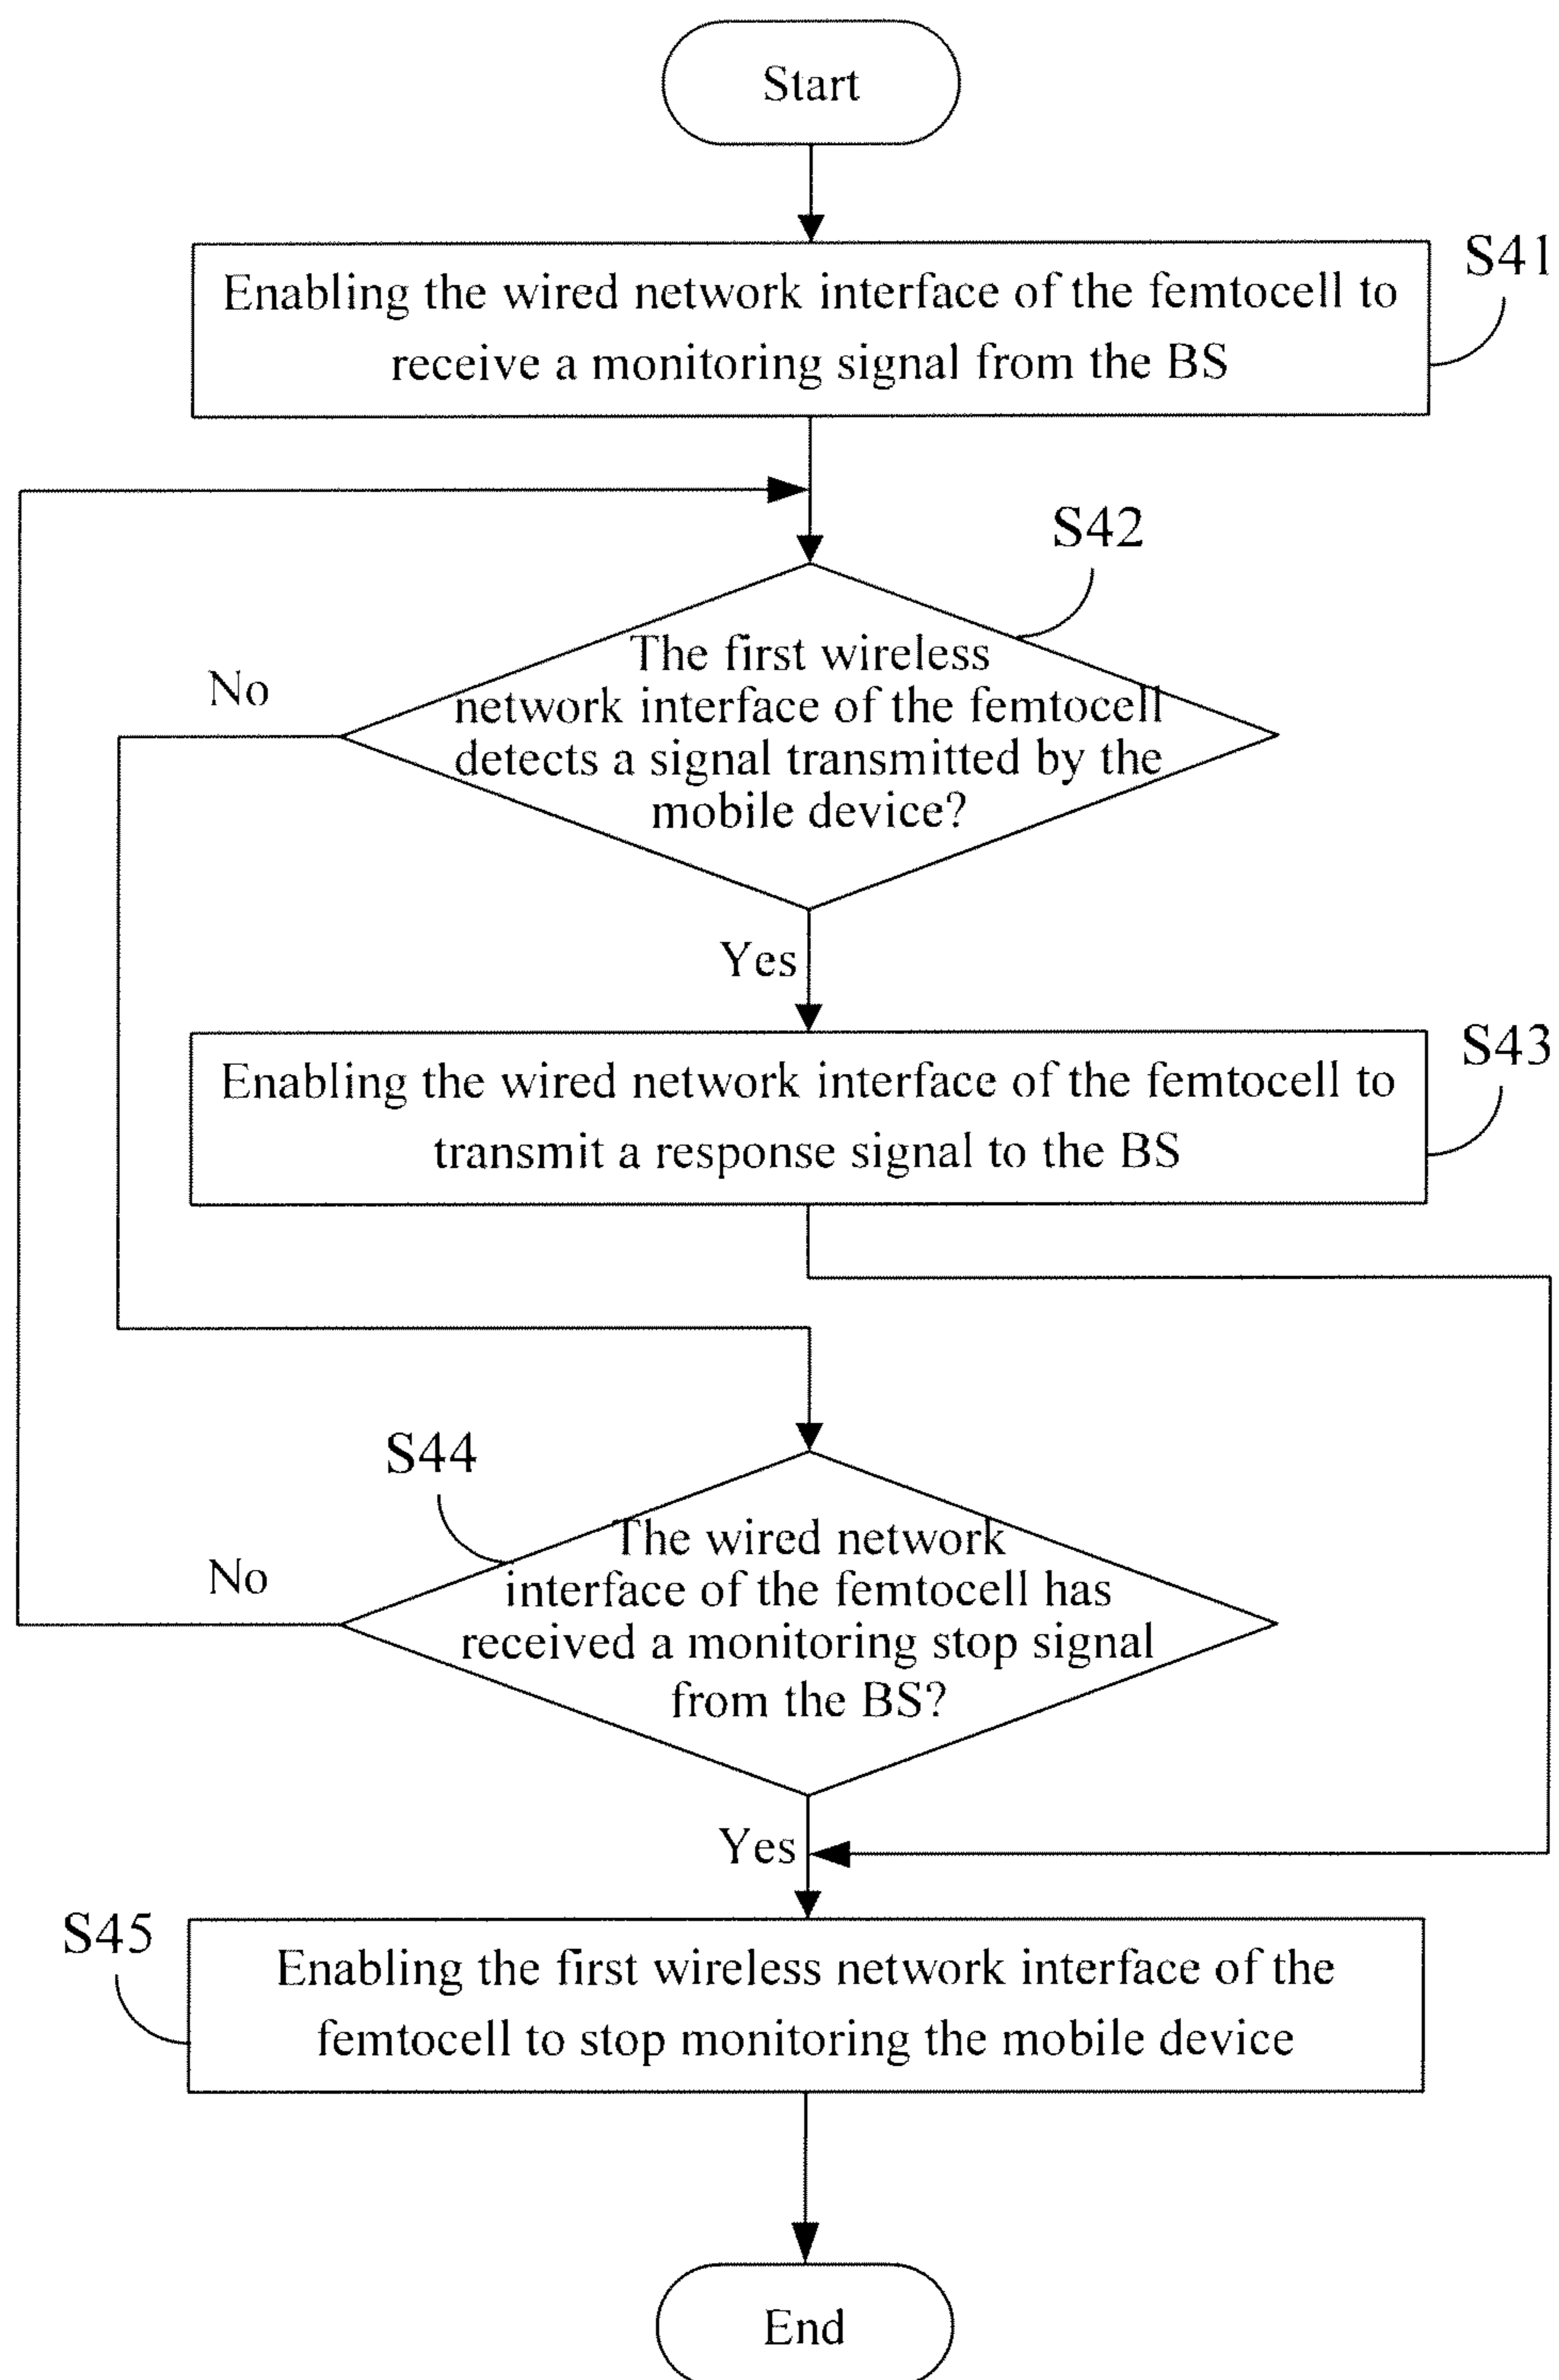 Start
Enabling the wired network interface of the femtocell to
receive a monitoring signal from the BS
S41
S42
The first wireless
network interface of the femtocell
detects a signal transmitted by the
mobile device?
No
Yes
Enabling the wired network interface of the femtocell to
transmit a response signal to the BS
S43
S44
The wired network
interface of the femtocell has
received a monitoring stop signal
from the BS?
No
Yes
S45
Enabling the first wireless network interface of the
femtocell to stop monitoring the mobile device
End